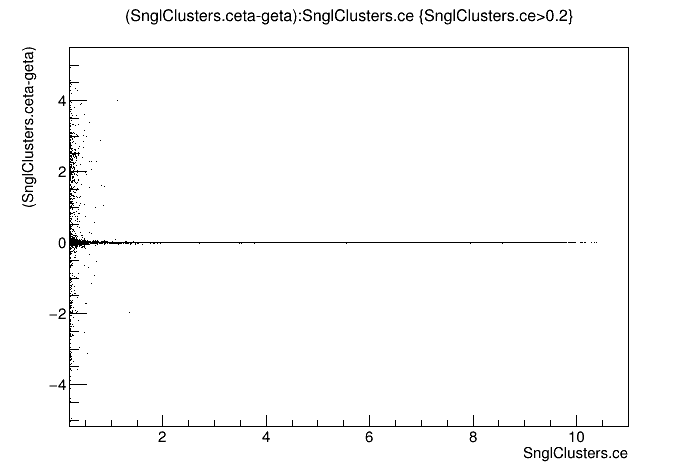 (SnglClusters.ceta-geta):SnglClusters.ce {SnglClusters.ce>0.2}
(SnglClusters.ceta-geta)
4
2
0
−2
−4
2 4 6 8 10
SnglClusters.ce